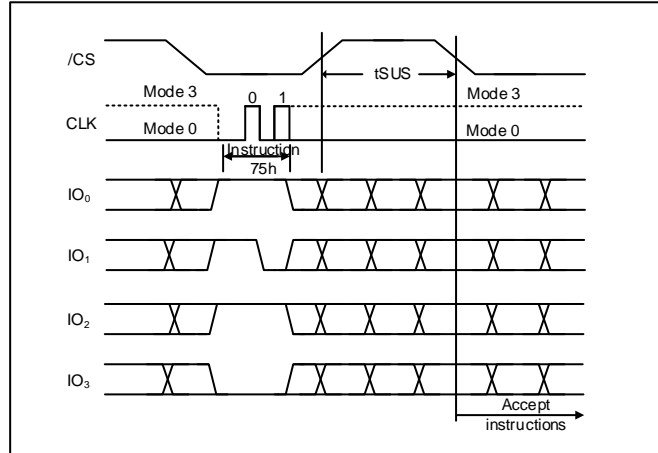 /CS
tSUS
Mode 3
0 1
Mode 3
CLK
Mode 0
Mode 0
Instruction
75h
IO₀
IO₁
IO₂
IO₃
Accept
instructions